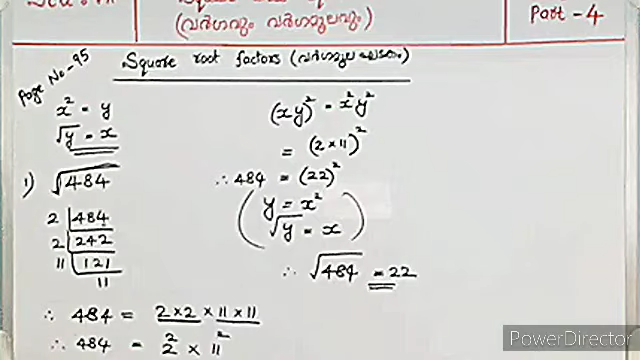 (വർഗവും വർഗമൂലവും)
Part - 4
Page No - 95
Square root factors (വർഗമൂല ഘടകം)
x² = y
√y = x
1) √484
2 | 484
2 | 242
11 | 121
11
∴ 484 = 2×2 × 11×11
∴ 484 = 2² × 11²
(xy)² = x²y²
= (2×11)²
∴ 484 = (22)²
( y = x²
√y = x )
∴ √484 = 22
PowerDirector